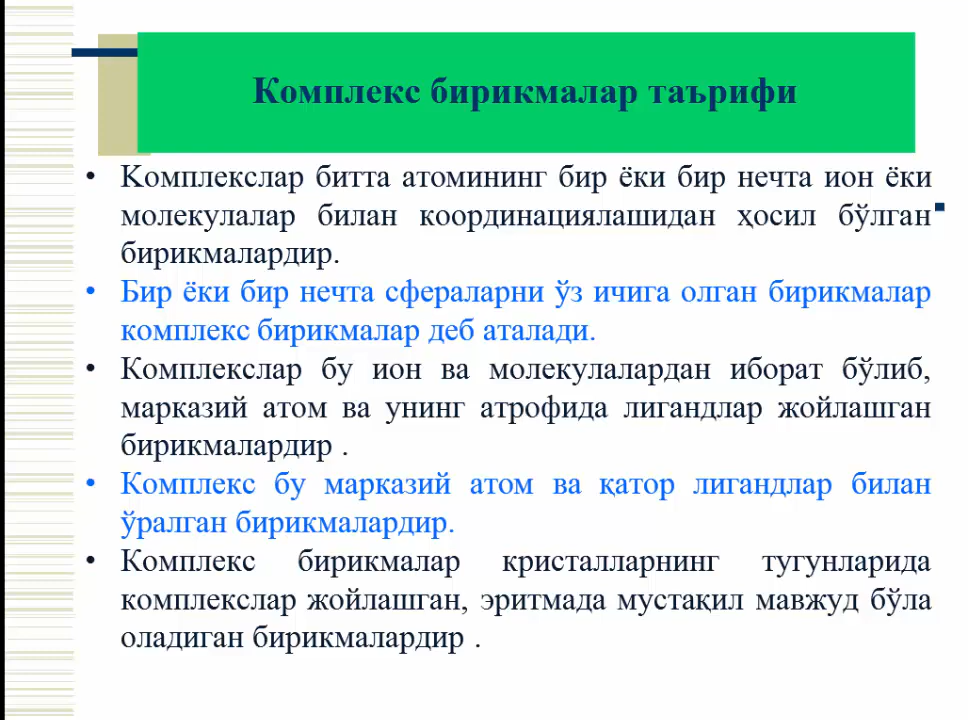 Комплекс бирикмалар таърифи
• Комплекслар битта атомининг бир ёки бир нечта ион ёки
молекулалар билан координациялашидан ҳосил бўлган
бирикмалардир.
• Бир ёки бир нечта сфераларни ўз ичига олган бирикмалар
комплекс бирикмалар деб аталади.
• Комплекслар бу ион ва молекулалардан иборат бўлиб,
марказий атом ва унинг атрофида лигандлар жойлашган
бирикмалардир .
• Комплекс бу марказий атом ва қатор лигандлар билан
ўралган бирикмалардир.
• Комплекс бирикмалар кристалларнинг тугунларида
комплекслар жойлашган, эритмада мустақил мавжуд бўла
оладиган бирикмалардир .